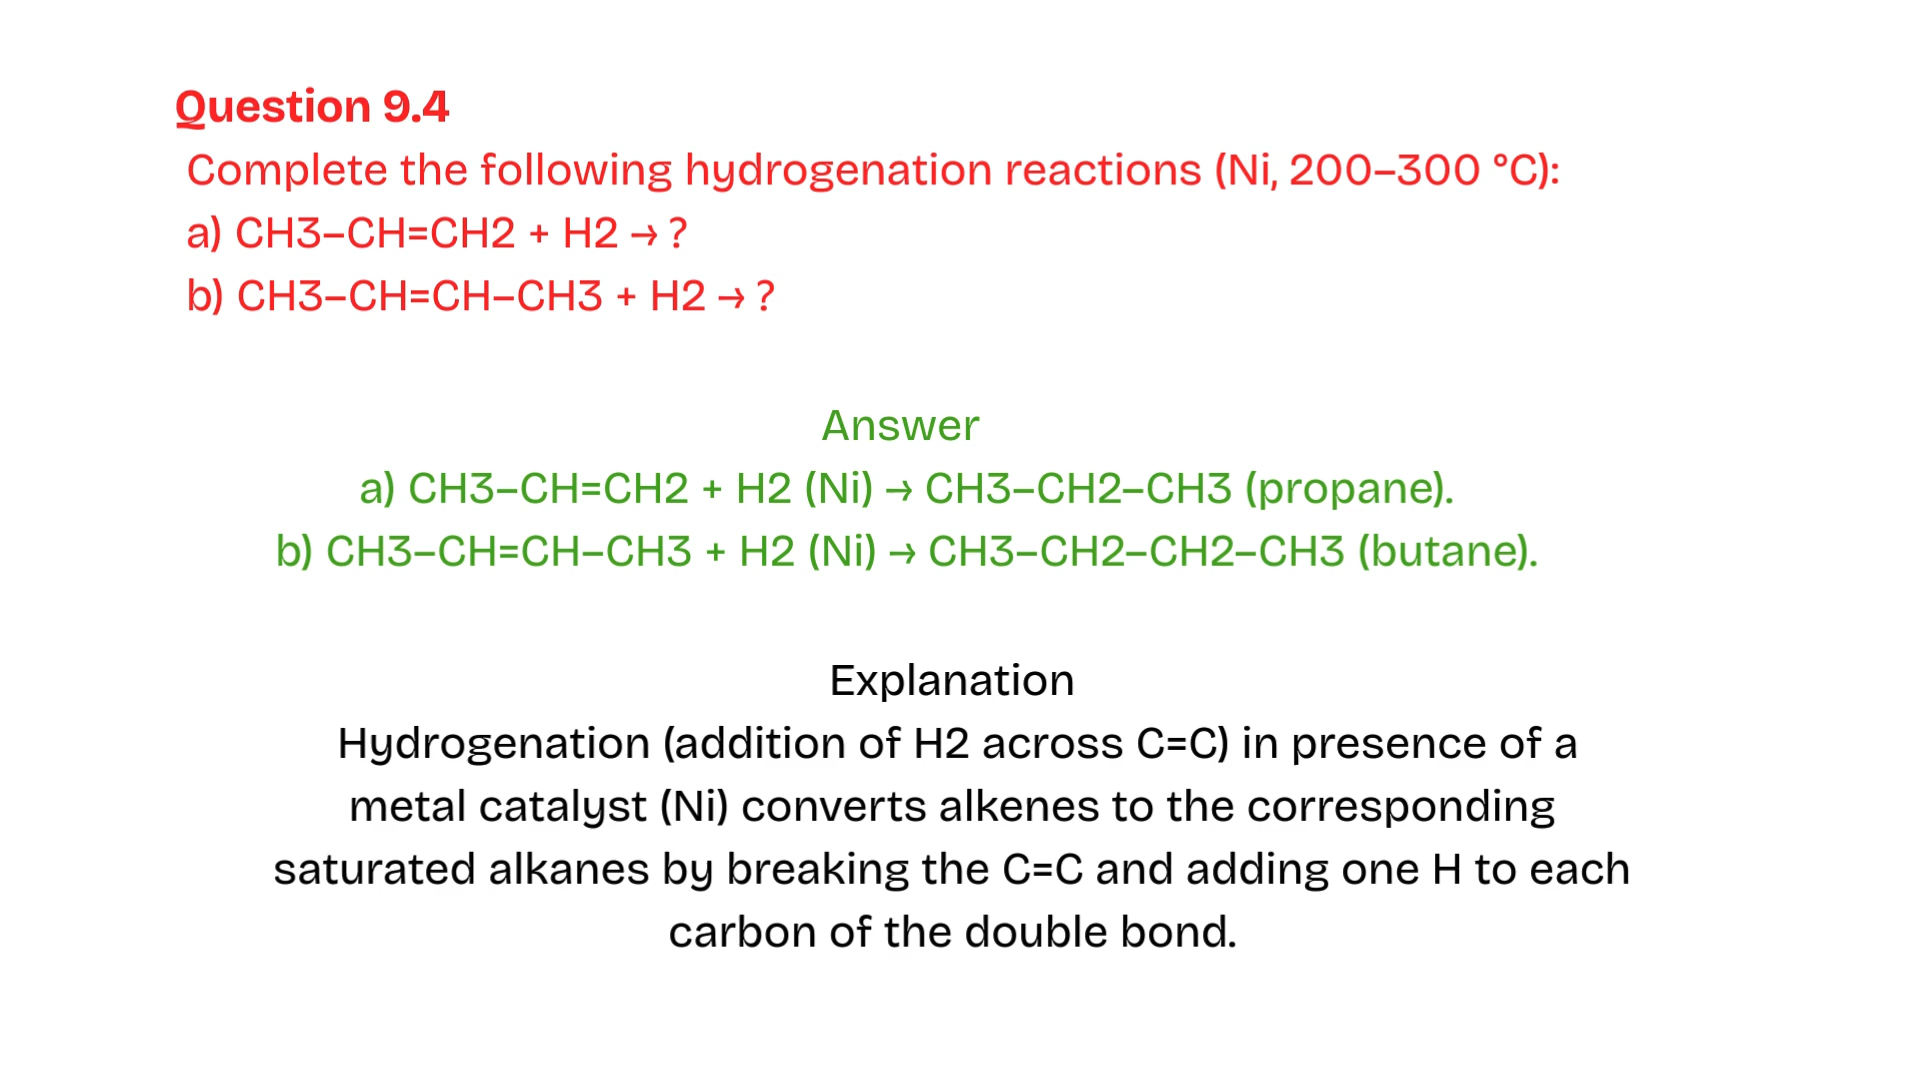 Question 9.4
Complete the following hydrogenation reactions (Ni, 200–300 °C):
a) CH3–CH=CH2 + H2 → ?
b) CH3–CH=CH–CH3 + H2 → ?
Answer
a) CH3–CH=CH2 + H2 (Ni) → CH3–CH2–CH3 (propane).
b) CH3–CH=CH–CH3 + H2 (Ni) → CH3–CH2–CH2–CH3 (butane).
Explanation
Hydrogenation (addition of H2 across C=C) in presence of a
metal catalyst (Ni) converts alkenes to the corresponding
saturated alkanes by breaking the C=C and adding one H to each
carbon of the double bond.